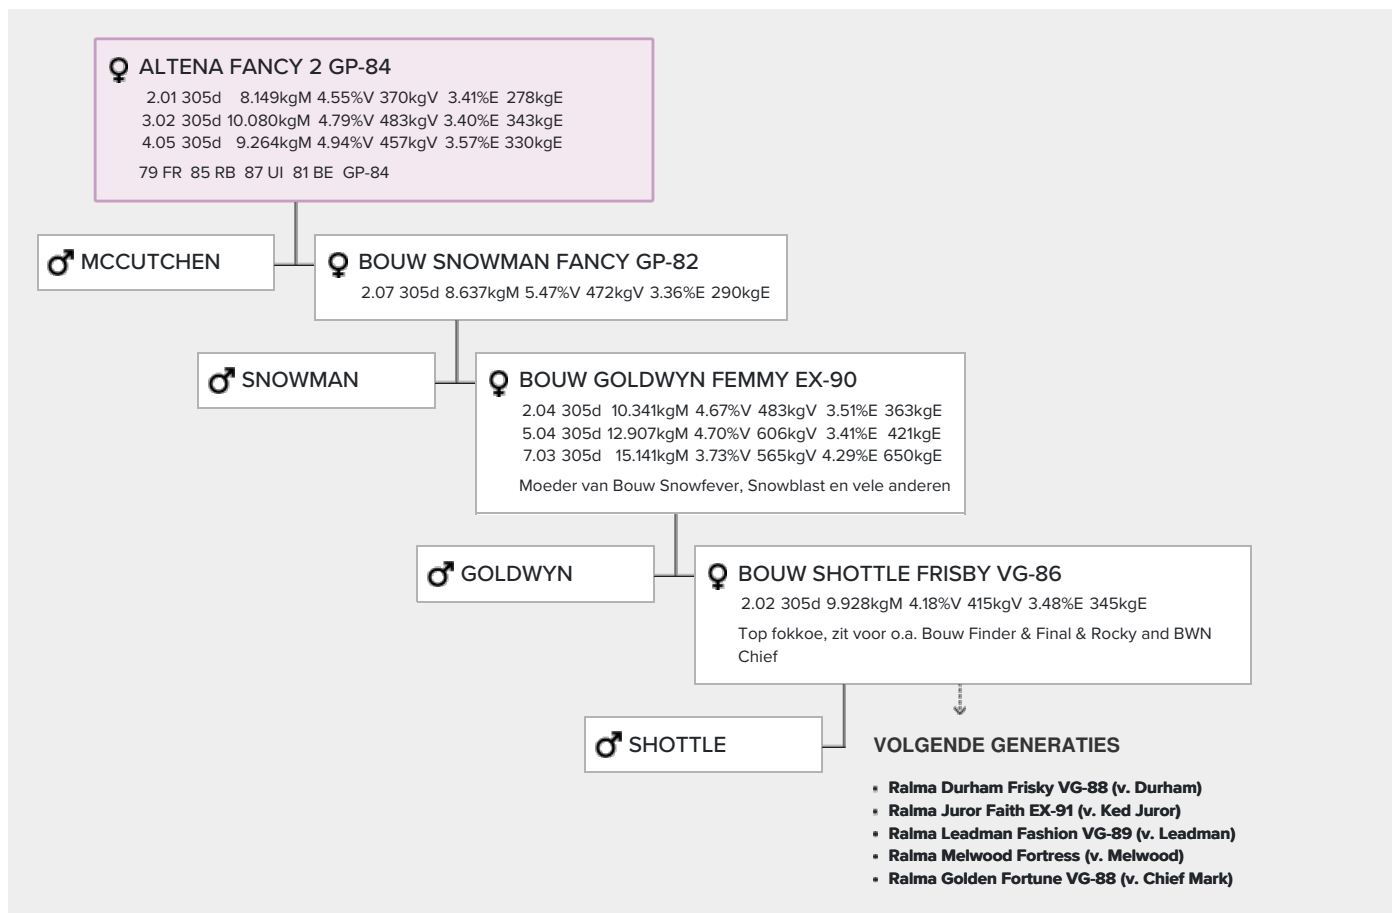 ALTENA FANCY 2 GP-84
2.01 305d 8.149kgM 4.55%V 370kgV 3.41%E 278kgE
3.02 305d 10.080kgM 4.79%V 483kgV 3.40%E 343kgE
4.05 305d 9.264kgM 4.94%V 457kgV 3.57%E 330kgE
79 FR 85 RB 87 UI 81 BE GP-84
MCCUTCHEN
BOUW SNOWMAN FANCY GP-82
2.07 305d 8.637kgM 5.47%V 472kgV 3.36%E 290kgE
SNOWMAN
BOUW GOLDWYN FEMMY EX-90
2.04 305d 10.341kgM 4.67%V 483kgV 3.51%E 363kgE
5.04 305d 12.907kgM 4.70%V 606kgV 3.41%E 421kgE
7.03 305d 15.141kgM 3.73%V 565kgV 4.29%E 650kgE
Moeder van Bouw Snowfever, Snowblast en vele anderen
GOLDWYN
BOUW SHOTTLE FRISBY VG-86
2.02 305d 9.928kgM 4.18%V 415kgV 3.48%E 345kgE
Top fokkoe, zit voor o.a. Bouw Finder & Final & Rocky and BWN
Chief
SHOTTLE
VOLGENDE GENERATIES
Ralma Durham Frisky VG-88 (v. Durham)
Ralma Juror Faith EX-91 (v. Ked Juror)
Ralma Leadman Fashion VG-89 (v. Leadman)
Ralma Melwood Fortress (v. Melwood)
Ralma Golden Fortune VG-88 (v. Chief Mark)